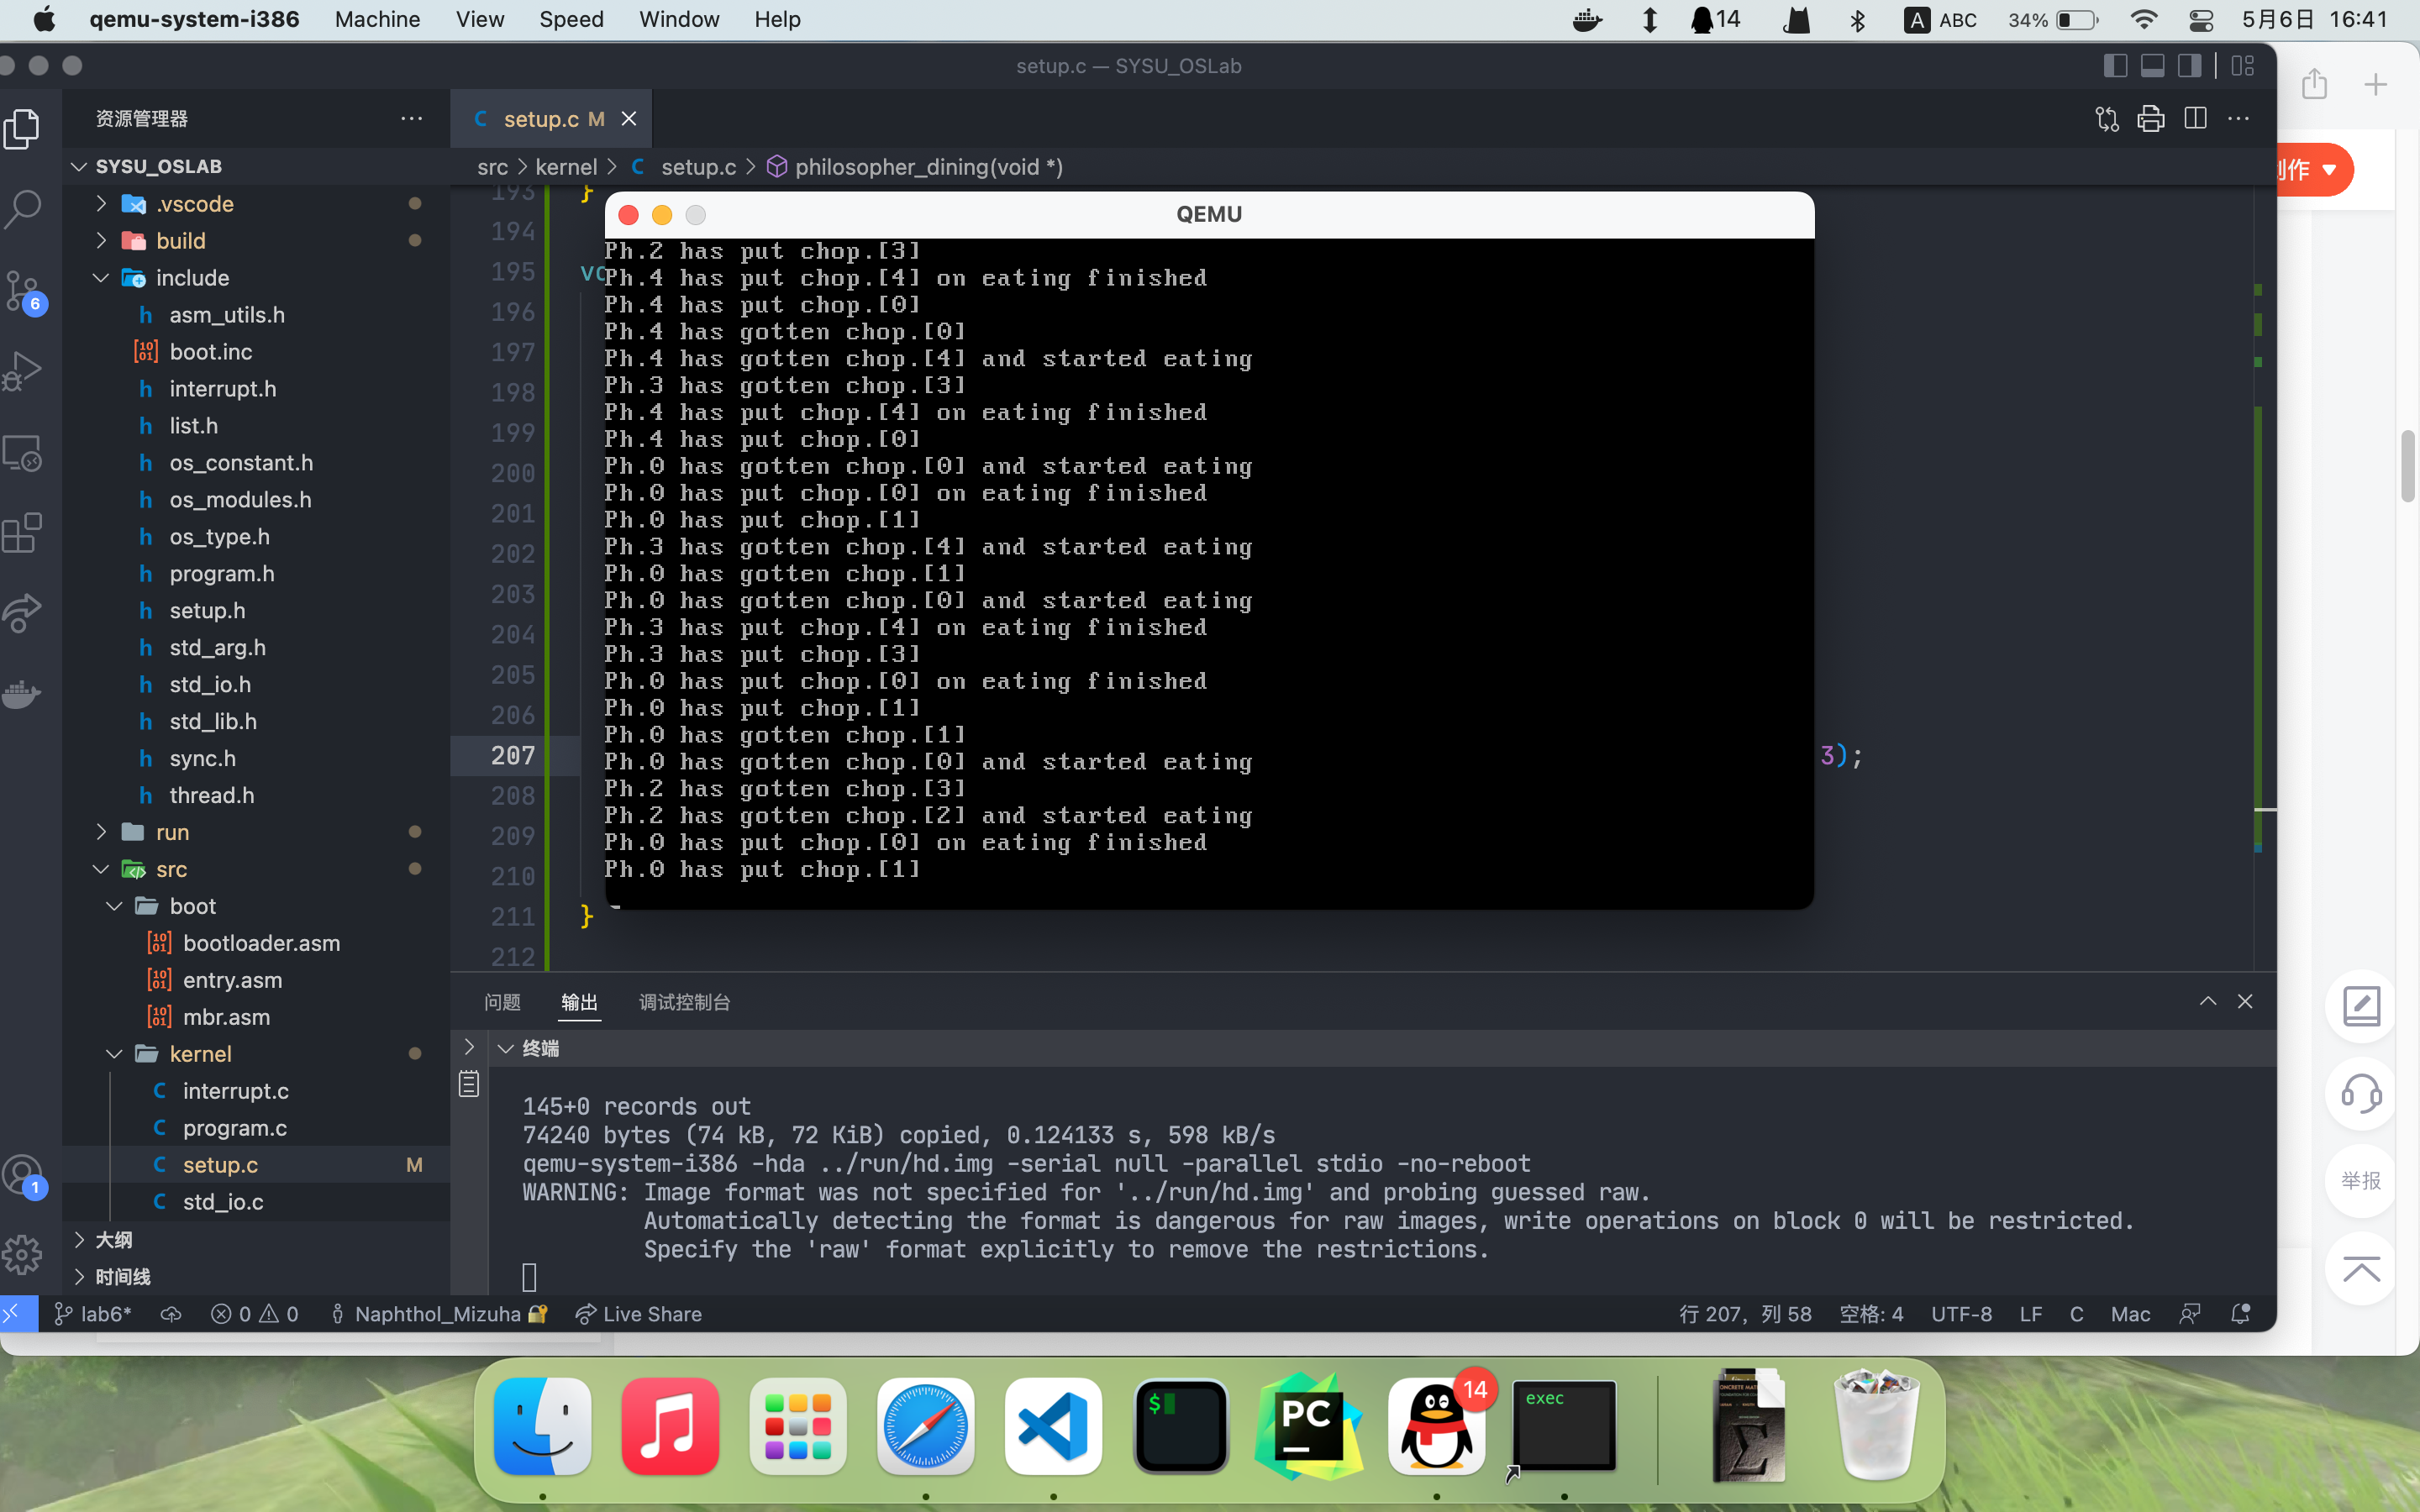 qemu-system-i386 Machine View Speed Window Help 14 A ABC 34% 5月6日 16:41
setup.c — SYSU_OSLab
资源管理器 ···
setup.c M
SYSU_OSLAB
src > kernel > C setup.c > philosopher_dining(void *)
.vscode
build
include
asm_utils.h
boot.inc
interrupt.h
list.h
os_constant.h
os_modules.h
os_type.h
program.h
setup.h
std_arg.h
std_io.h
std_lib.h
sync.h
thread.h
run
src
boot
bootloader.asm
entry.asm
mbr.asm
kernel
interrupt.c
program.c
setup.c M
std_io.c
大纲
时间线
6
1
193 }
194
195 vo
196
197
198
199
200
201
202
203
204
205
206
207 3);
208
209
210
211 }
212
QEMU
Ph.2 has put chop.[3]
Ph.4 has put chop.[4] on eating finished
Ph.4 has put chop.[0]
Ph.4 has gotten chop.[0]
Ph.4 has gotten chop.[4] and started eating
Ph.3 has gotten chop.[3]
Ph.4 has put chop.[4] on eating finished
Ph.4 has put chop.[0]
Ph.0 has gotten chop.[0] and started eating
Ph.0 has put chop.[0] on eating finished
Ph.0 has put chop.[1]
Ph.3 has gotten chop.[4] and started eating
Ph.0 has gotten chop.[1]
Ph.0 has gotten chop.[0] and started eating
Ph.3 has put chop.[4] on eating finished
Ph.3 has put chop.[3]
Ph.0 has put chop.[0] on eating finished
Ph.0 has put chop.[1]
Ph.0 has gotten chop.[1]
Ph.0 has gotten chop.[0] and started eating
Ph.2 has gotten chop.[3]
Ph.2 has gotten chop.[2] and started eating
Ph.0 has put chop.[0] on eating finished
Ph.0 has put chop.[1]
问题 输出 调试控制台
终端
145+0 records out
74240 bytes (74 kB, 72 KiB) copied, 0.124133 s, 598 kB/s
qemu-system-i386 -hda ../run/hd.img -serial null -parallel stdio -no-reboot
WARNING: Image format was not specified for '../run/hd.img' and probing guessed raw.
Automatically detecting the format is dangerous for raw images, write operations on block 0 will be restricted.
Specify the 'raw' format explicitly to remove the restrictions.
lab6* 0 0 Naphthol_Mizuha Live Share 行 207，列 58 空格: 4 UTF-8 LF C Mac
作
举报
$
PC
14
exec